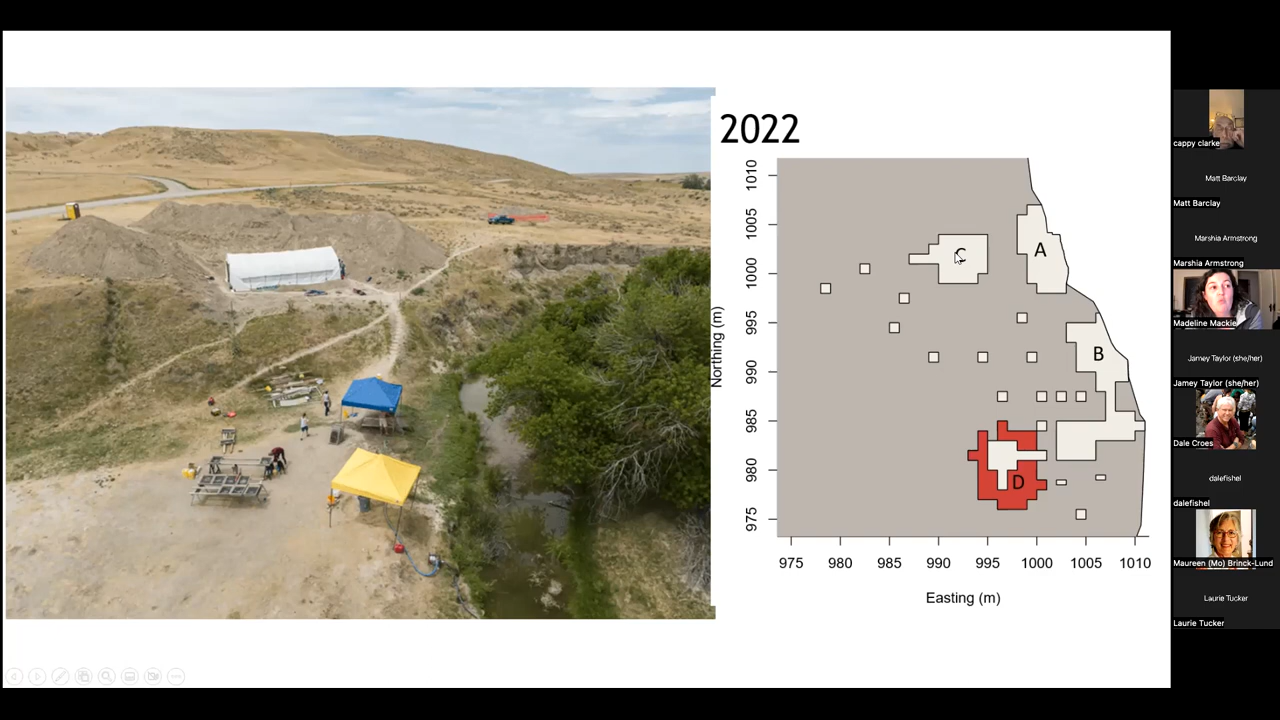 2022
1010
1005
1000
995
990
985
980
975
Northing (m)
A
B
C
D
975
980
985
990
995
1000
1005
1010
Easting (m)
cappy clarke
Matt Barclay
Matt Barclay
Marshia Armstrong
Marshia Armstrong
Madeline Mackie
Jamey Taylor (she/her)
Jamey Taylor (she/her)
Dale Croes
dalefishel
dalefishel
Maureen (Mo) Brinck-Lund
Laurie Tucker
Laurie Tucker